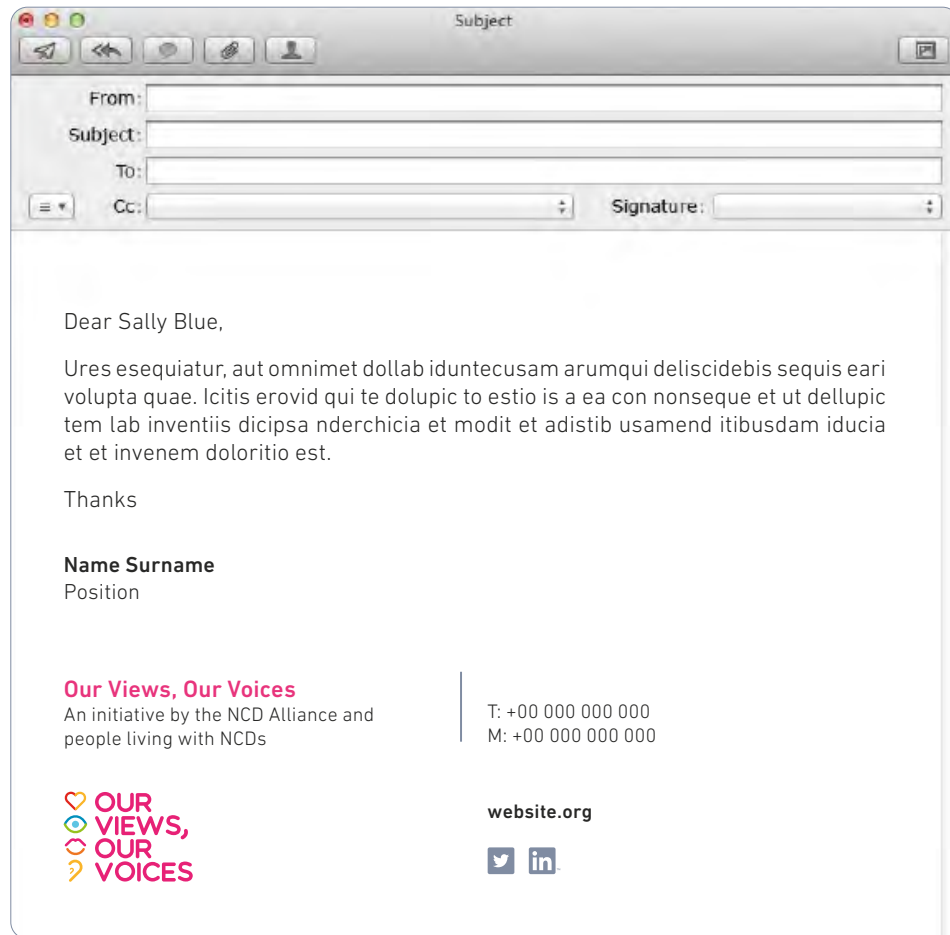 Subject
From:
Subject:
To:
Cc:
Signature:
Dear Sally Blue,
Ures esequiatur, aut omnimet dollab iduntecusam arumqui deliscidebis sequis eari
volupta quae. Icitis erovid qui te dolupic to estio is a ea con nonseque et ut dellupic
tem lab inventiis dicipsa nderchicia et modit et adistib usamend itibusdam iducia
et et invenem doloritio est.
Thanks
Name Surname
Position
Our Views, Our Voices
An initiative by the NCD Alliance and
people living with NCDs
T: +00 000 000 000
M: +00 000 000 000
OUR
VIEWS,
OUR
VOICES
website.org
in